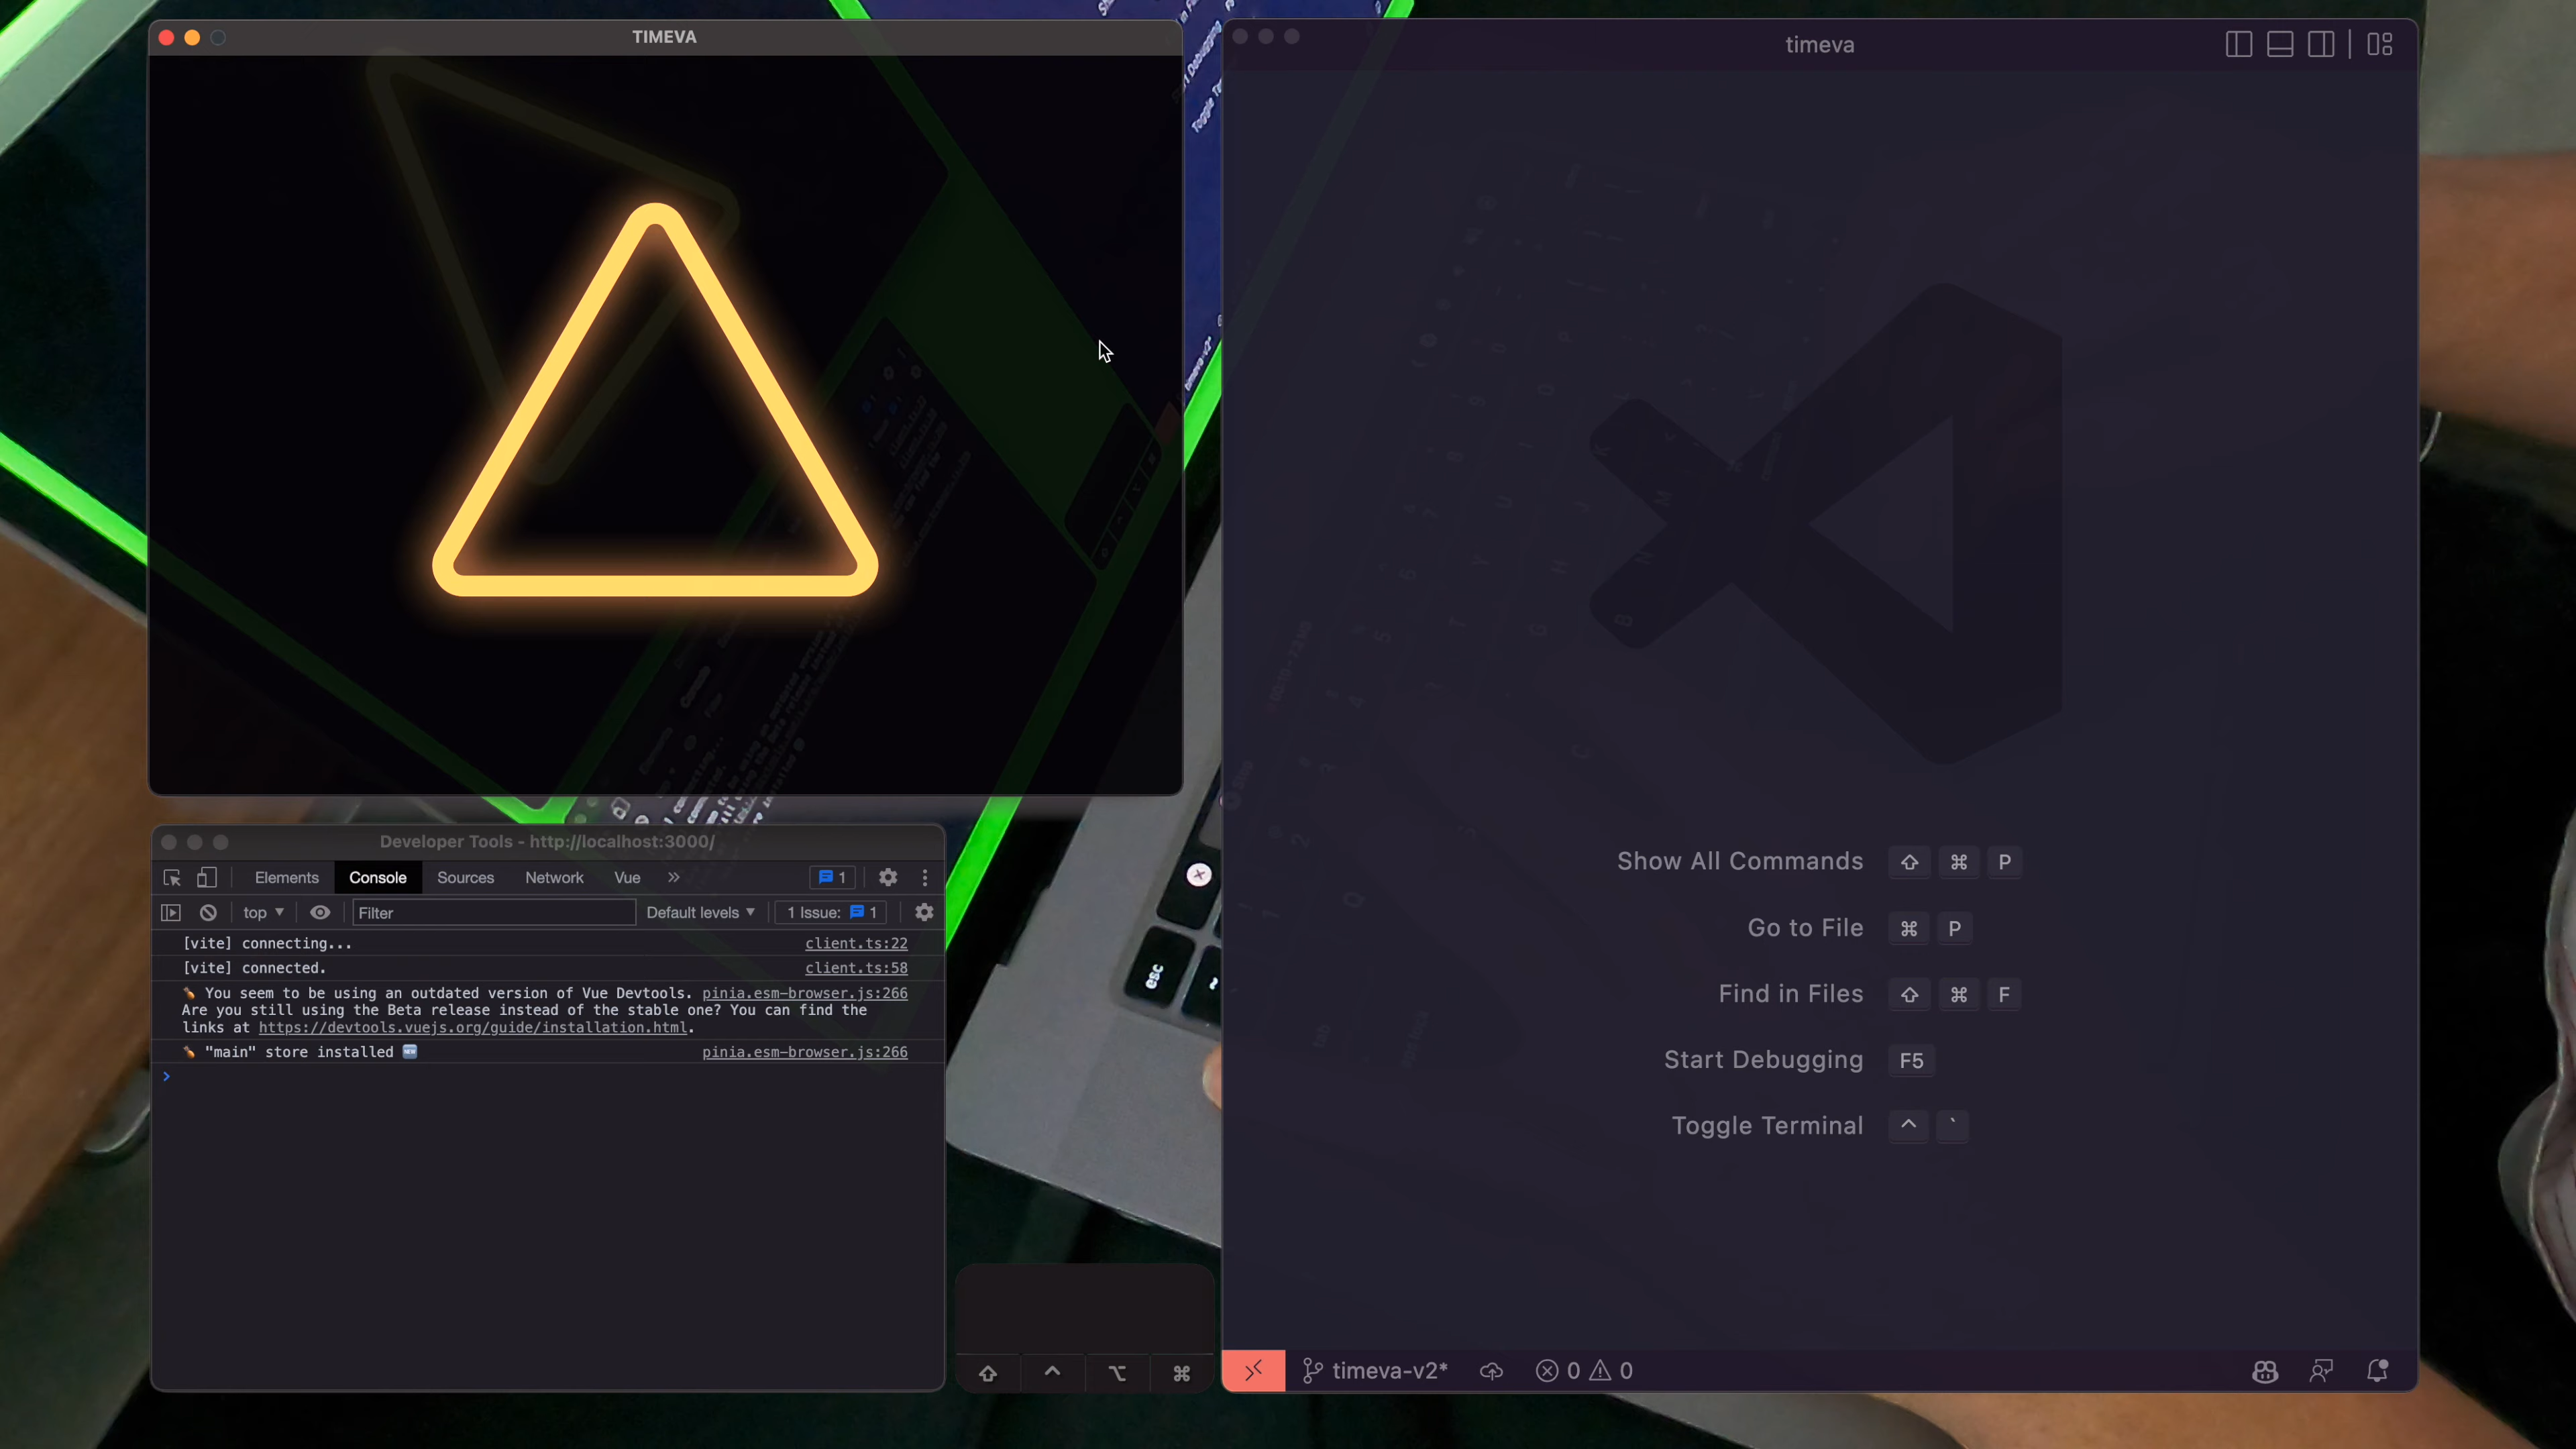 TIMEVA
timeva
Developer Tools - http://localhost:3000/
Elements Console Sources Network Vue » 1
top ▼ Filter Default levels ▼ 1 Issue: 1
[vite] connecting... client.ts:22
[vite] connected. client.ts:58
🍍 You seem to be using an outdated version of Vue Devtools. pinia.esm-browser.js:266
Are you still using the Beta release instead of the stable one? You can find the
links at https://devtools.vuejs.org/guide/installation.html.
🍍 "main" store installed 🆕 pinia.esm-browser.js:266
>
esc
⇧ ^ ⌥ ⌘
Show All Commands ⇧ ⌘ P
Go to File ⌘ P
Find in Files ⇧ ⌘ F
Start Debugging F5
Toggle Terminal ^ `
timeva-v2* 0 0